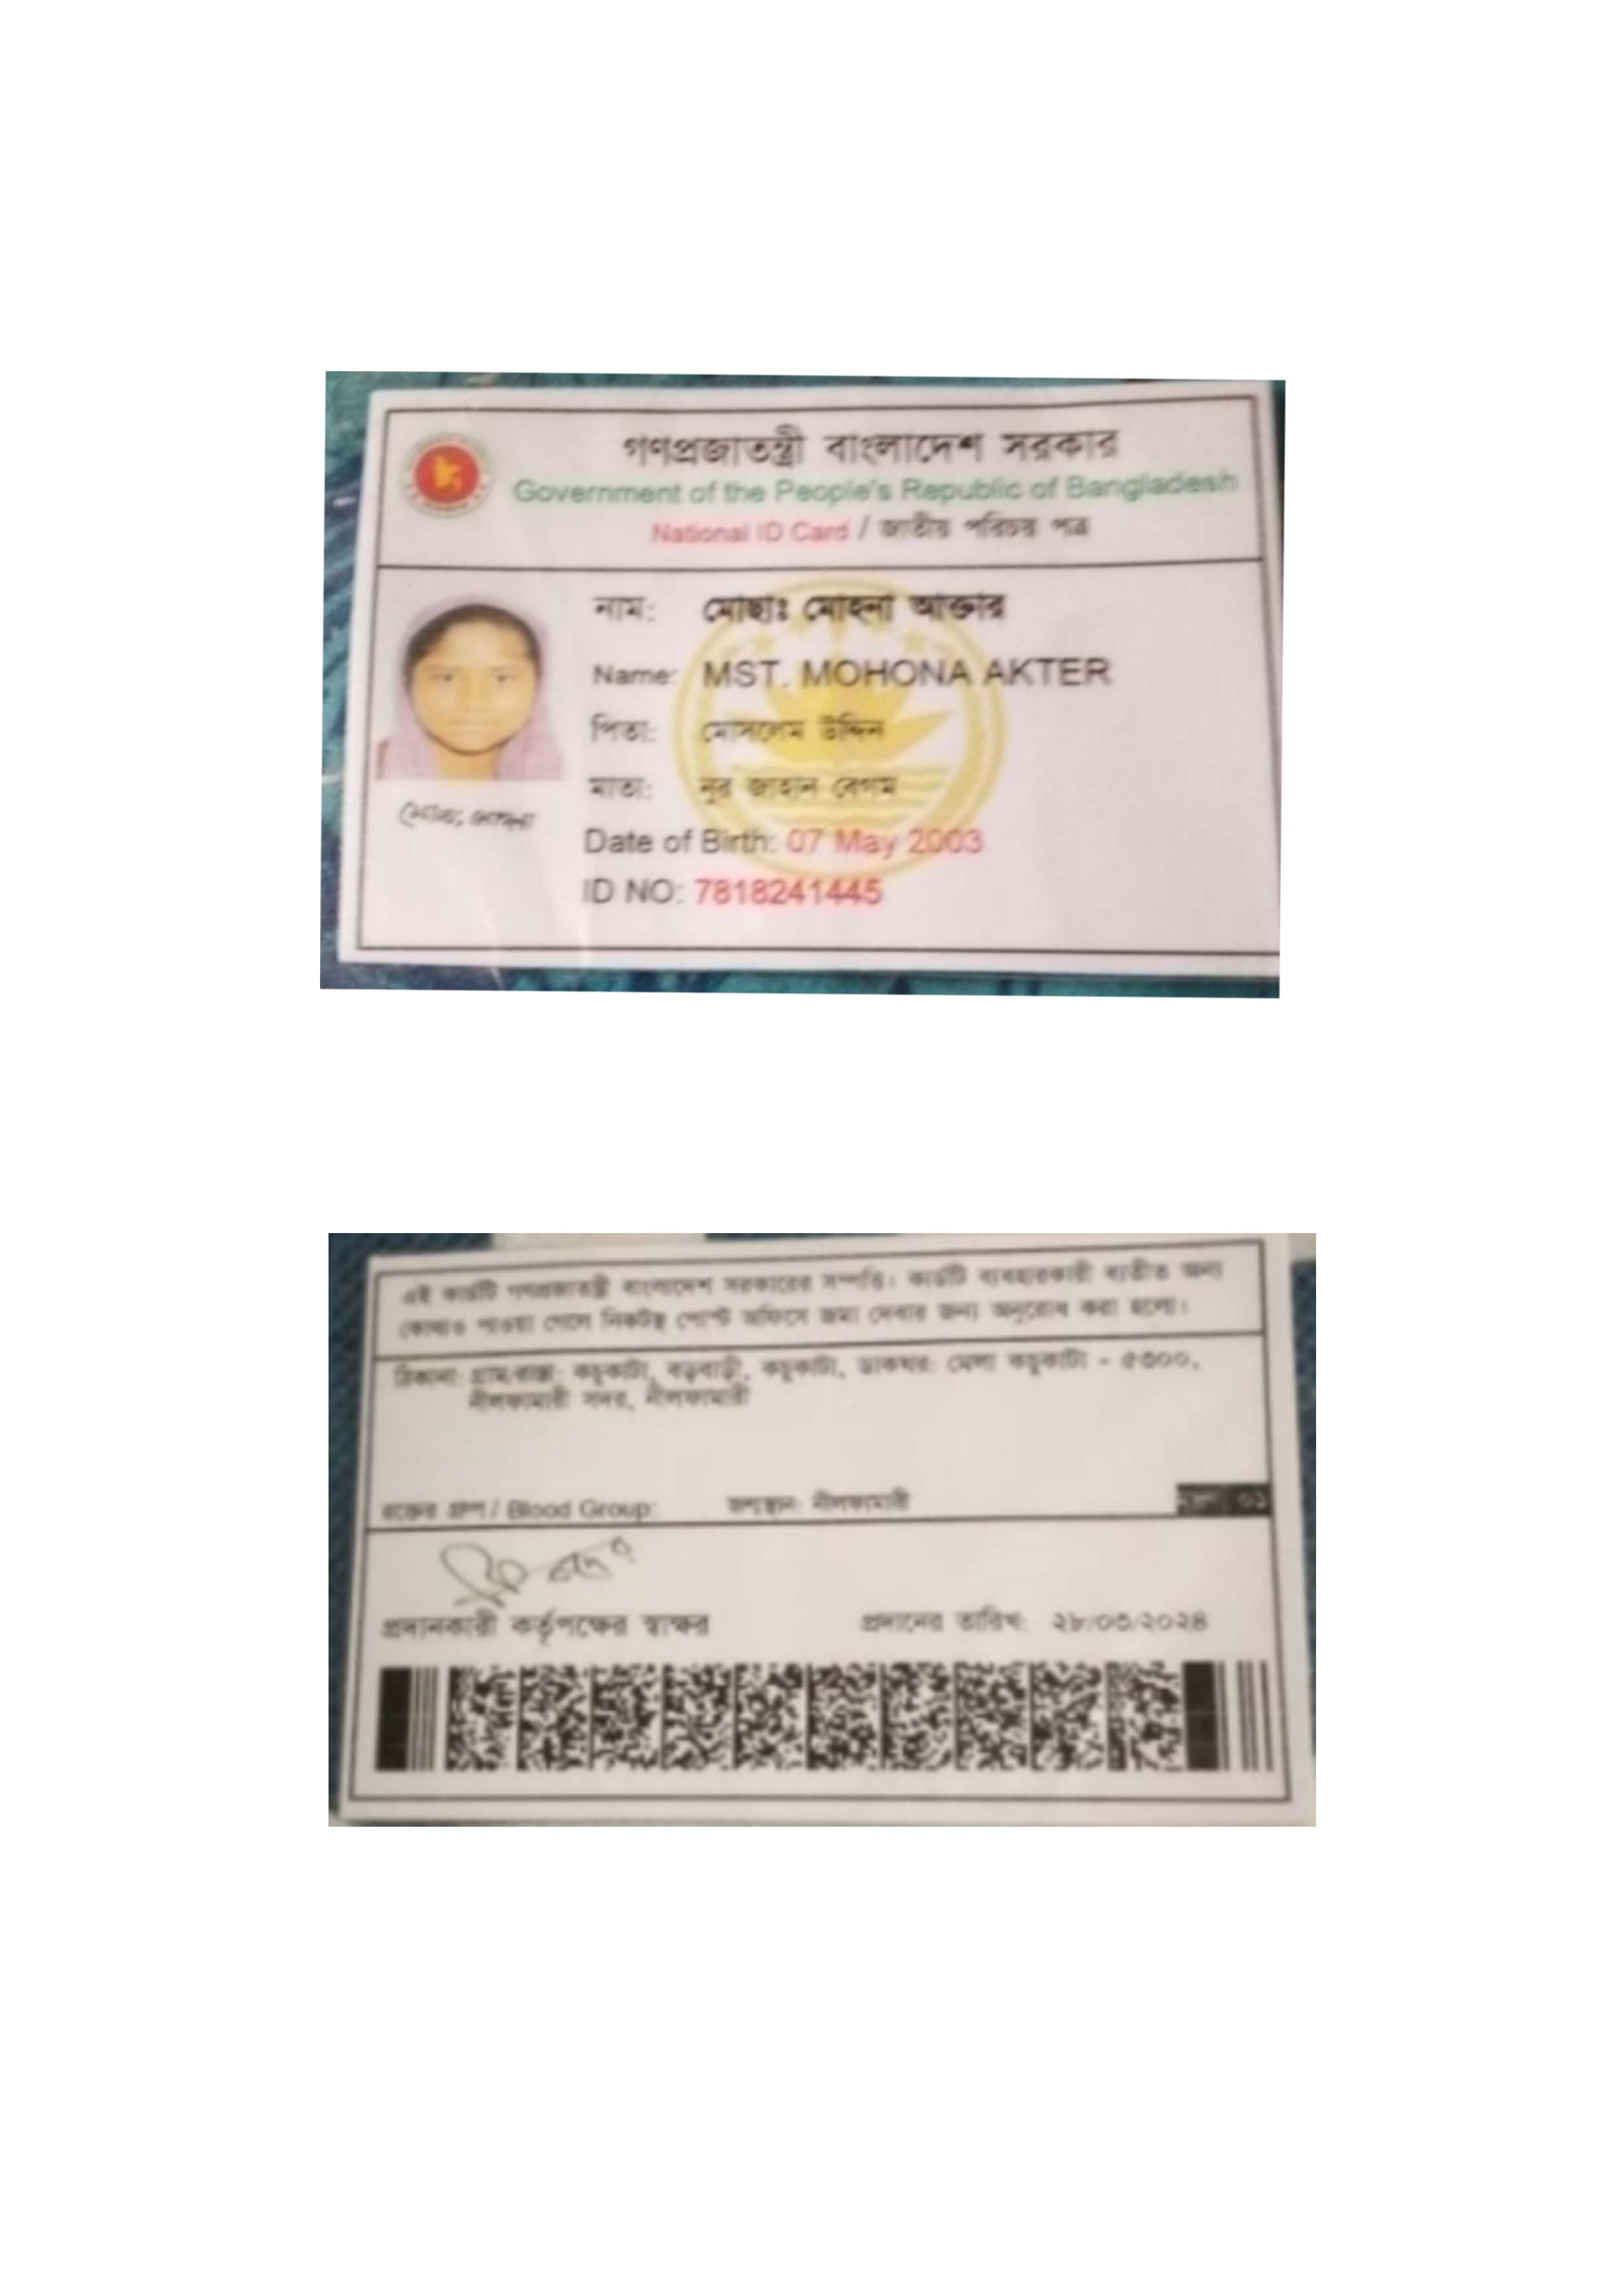 গণপ্রজাতন্ত্রী বাংলাদেশ সরকার
Government of the People's Republic of Bangladesh
National ID Card / জাতীয় পরিচয় পত্র
নাম: মোছাঃ মোহনা আক্তার
Name: MST. MOHONA AKTER
পিতা: মোসলেম উদ্দিন
মাতা: নুর জাহান বেগম
Date of Birth: 07 May 2003
ID NO: 7818241445
এই কার্ডটি গণপ্রজাতন্ত্রী বাংলাদেশ সরকারের সম্পত্তি। কার্ডটি ব্যবহারকারী ব্যতীত অন্য
কোথাও পাওয়া গেলে নিকটস্থ পোস্ট অফিসে জমা দেবার জন্য অনুরোধ করা হলো।
ঠিকানা: গ্রাম/রাস্তা: কচুকাটা, বড়বাড়ী, কচুকাটা, ডাকঘর: মেলা কচুকাটা - ৫৩০০,
নীলফামারী সদর, নীলফামারী
রক্তের গ্রুপ / Blood Group: জন্মস্থান: নীলফামারী
প্রদানকারী কর্তৃপক্ষের স্বাক্ষর প্রদানের তারিখ: ২৮/০৩/২০২৪